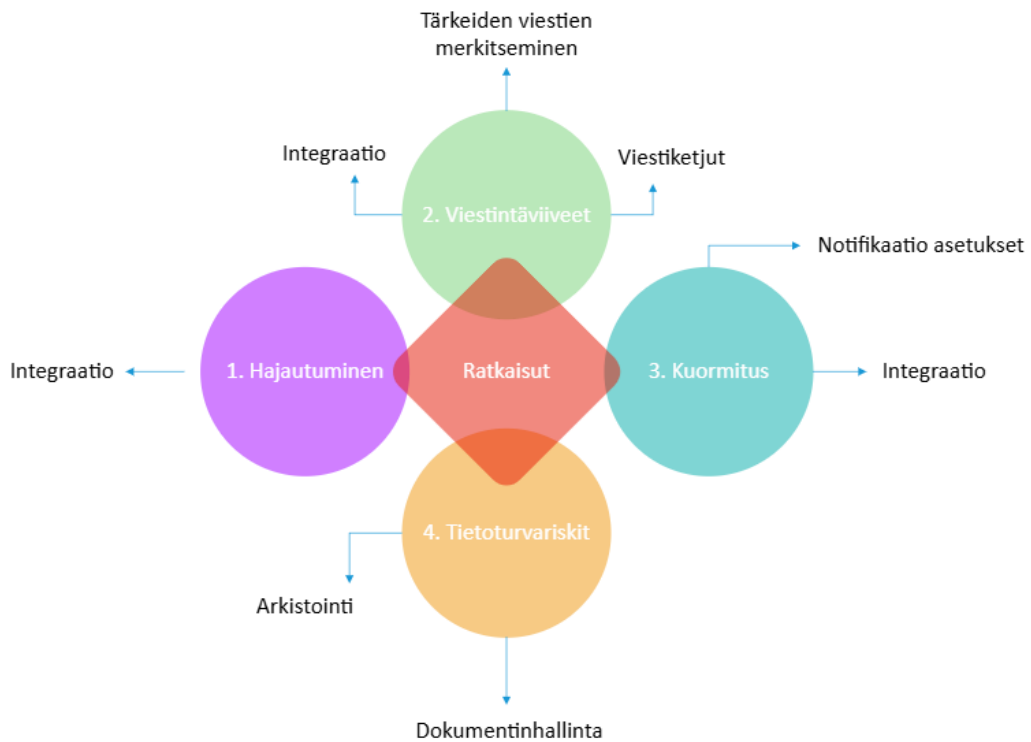 Tärkeiden viestien
merkitseminen
Integraatio
Viestiketjut
2. Viestintäviiveet
Notifikaatio asetukset
Integraatio
1. Hajautuminen
Ratkaisut
3. Kuormitus
Integraatio
4. Tietoturvariskit
Arkistointi
Dokumentinhallinta